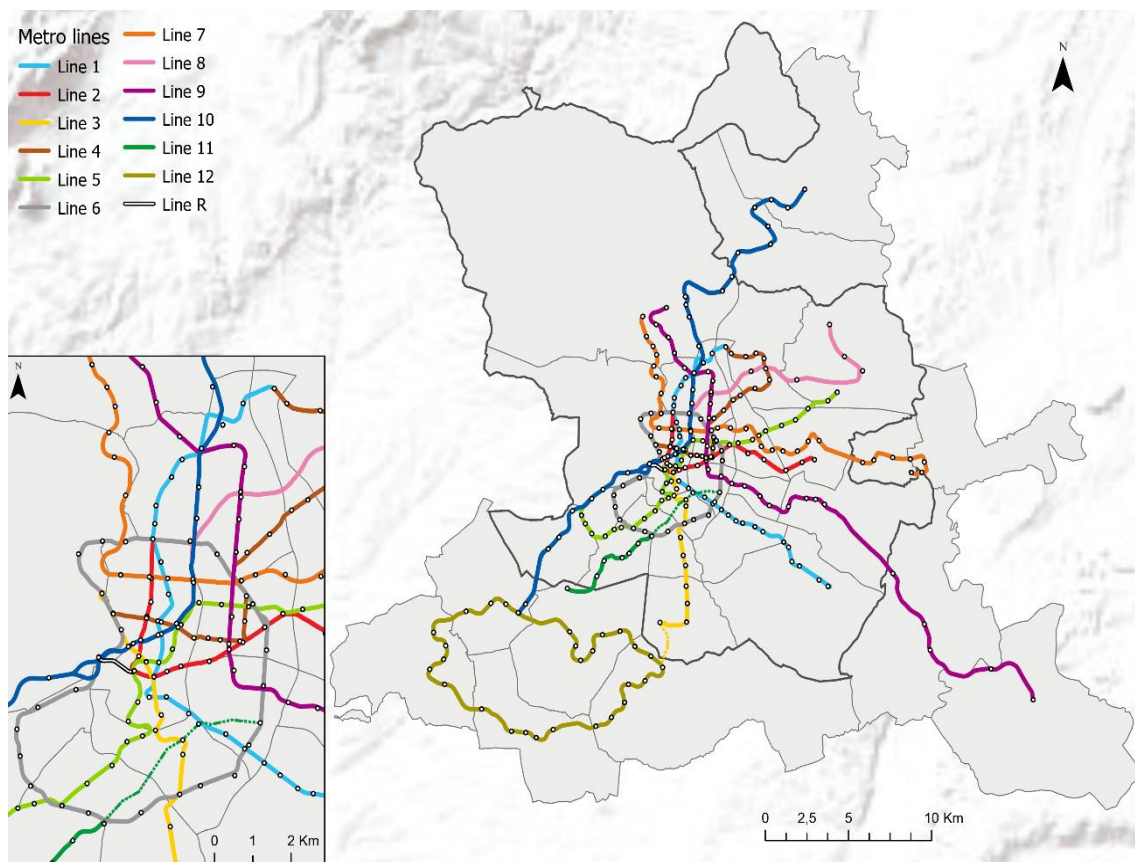 Metro lines
Line 1
Line 2
Line 3
Line 4
Line 5
Line 6
Line 7
Line 8
Line 9
Line 10
Line 11
Line 12
Line R
N
N
0 1 2 Km
0 2,5 5 10 Km